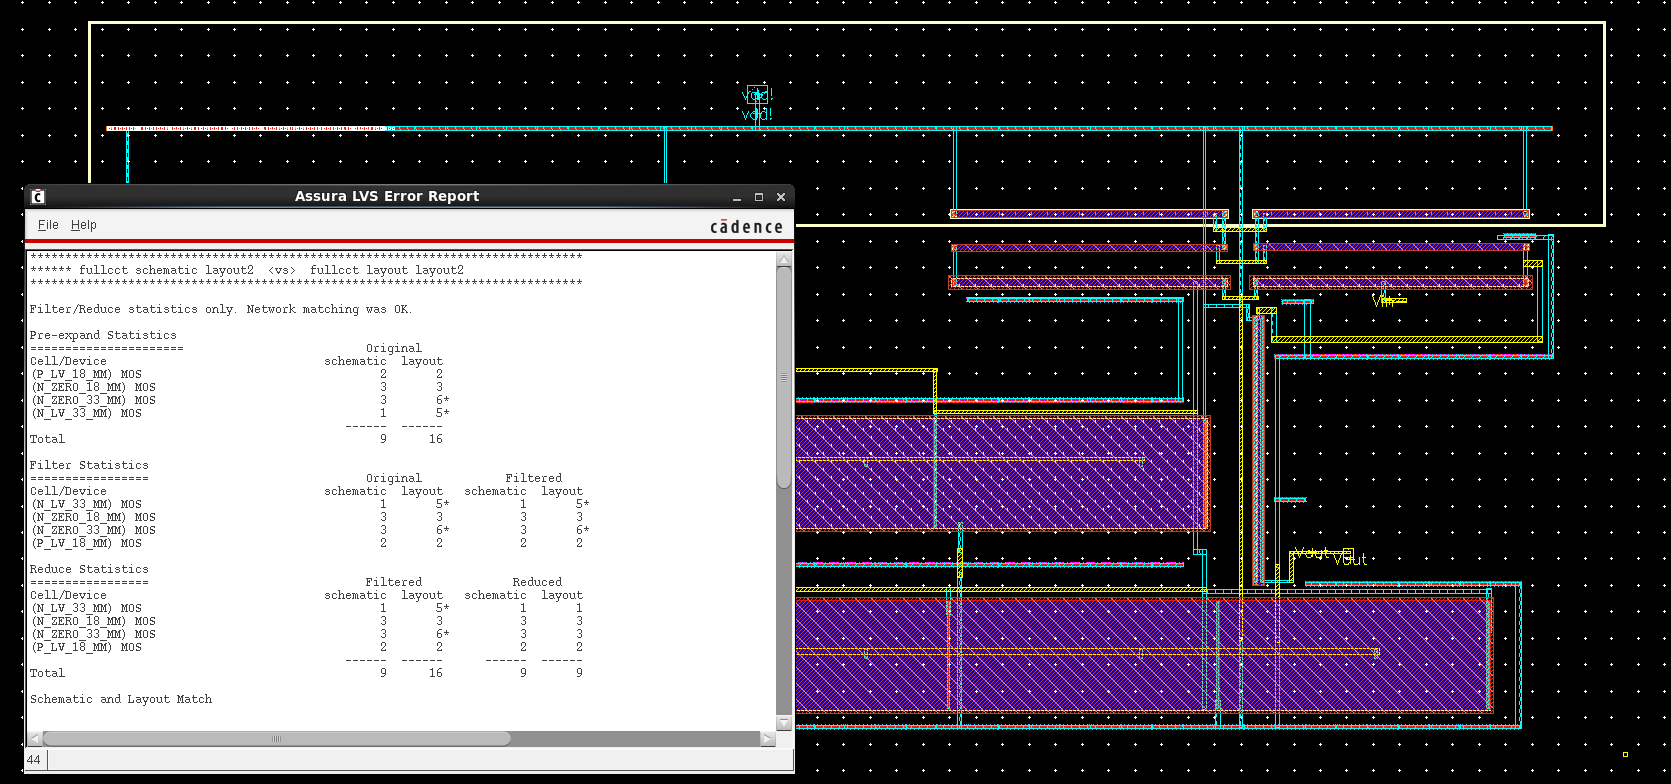 vdd!
vdd!
Assura LVS Error Report
File Help
cādence
********************************************************************************
****** fullcct schematic layout2 <vs> fullcct layout layout2
********************************************************************************
Filter/Reduce statistics only. Network matching was OK.
Pre-expand Statistics
====================== Original
Cell/Device schematic layout
(P_LV_18_MM) MOS 2 2
(N_ZERO_18_MM) MOS 3 3
(N_ZERO_33_MM) MOS 3 6*
(N_LV_33_MM) MOS 1 5*
------ ------
Total 9 16
Filter Statistics
================= Original Filtered
Cell/Device schematic layout schematic layout
(N_LV_33_MM) MOS 1 5* 1 5*
(N_ZERO_18_MM) MOS 3 3 3 3
(N_ZERO_33_MM) MOS 3 6* 3 6*
(P_LV_18_MM) MOS 2 2 2 2
Reduce Statistics
================= Filtered Reduced
Cell/Device schematic layout schematic layout
(N_LV_33_MM) MOS 1 5* 1 1
(N_ZERO_18_MM) MOS 3 3 3 3
(N_ZERO_33_MM) MOS 3 6* 3 3
(P_LV_18_MM) MOS 2 2 2 2
------ ------ ------ ------
Total 9 16 9 9
Schematic and Layout Match
44
Vout
Vout